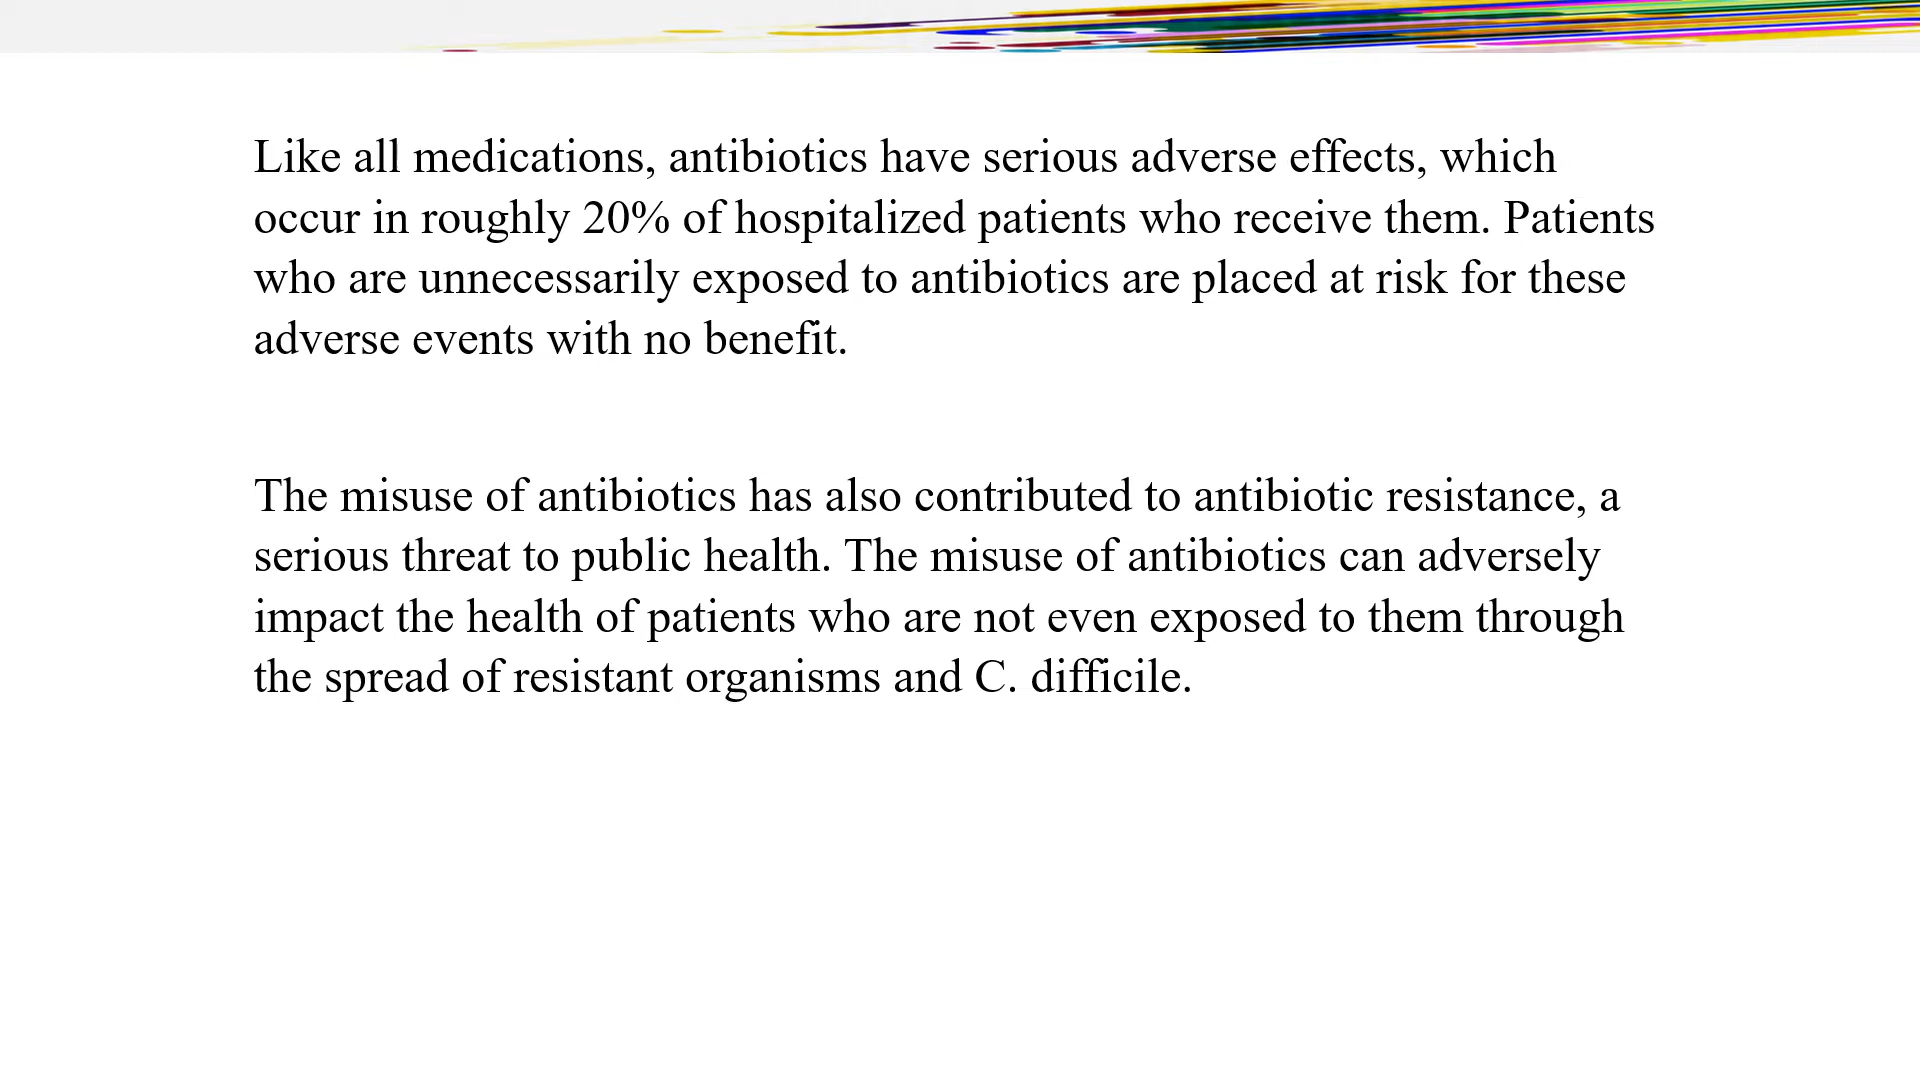 Like all medications, antibiotics have serious adverse effects, which
occur in roughly 20% of hospitalized patients who receive them. Patients
who are unnecessarily exposed to antibiotics are placed at risk for these
adverse events with no benefit.
The misuse of antibiotics has also contributed to antibiotic resistance, a
serious threat to public health. The misuse of antibiotics can adversely
impact the health of patients who are not even exposed to them through
the spread of resistant organisms and C. difficile.